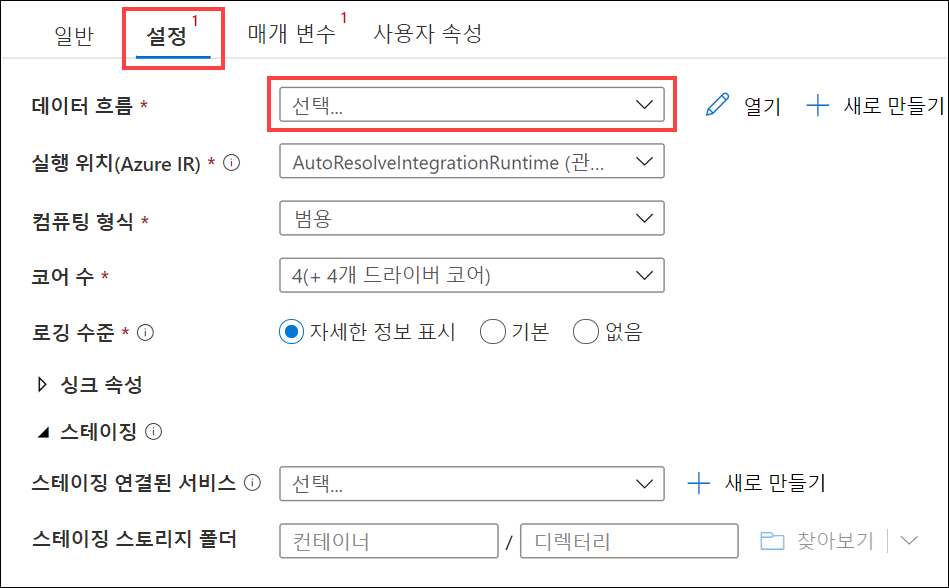 일반 설정 1 매개 변수 1 사용자 속성
데이터 흐름 * 선택... 열기 + 새로 만들기
실행 위치(Azure IR) * AutoResolveIntegrationRuntime (관...
컴퓨팅 형식 * 범용
코어 수 * 4(+ 4개 드라이버 코어)
로깅 수준 * 자세한 정보 표시 기본 없음
싱크 속성
스테이징
스테이징 연결된 서비스 선택... + 새로 만들기
스테이징 스토리지 폴더 컨테이너 / 디렉터리 찾아보기